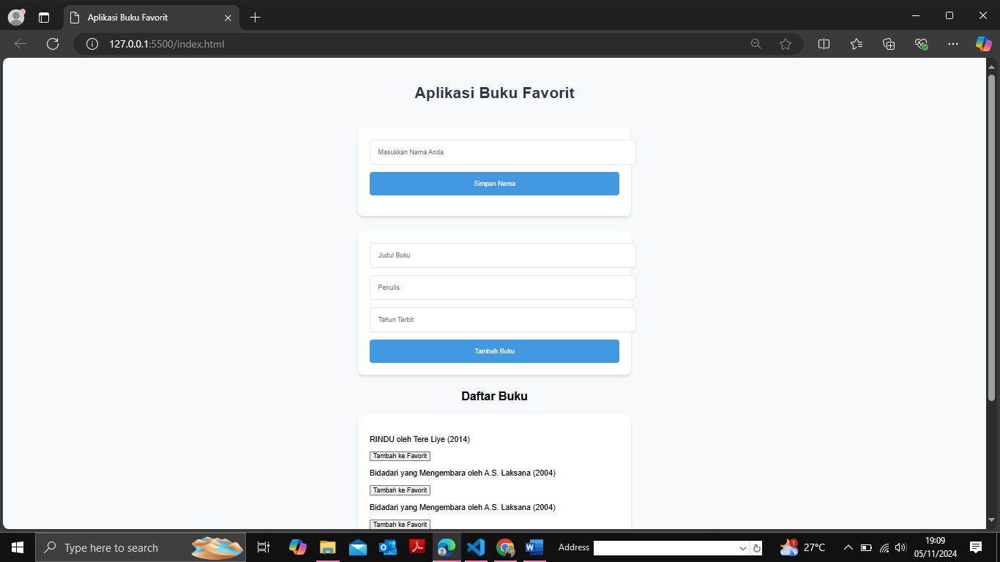 Aplikasi Buku Favorit
127.0.0.1:5500/index.html
Aplikasi Buku Favorit
Masukkan Nama Anda
Simpan Nama
Judul Buku
Penulis
Tahun Terbit
Tambah Buku
Daftar Buku
RINDU oleh Tere Liye (2014)
Tambah ke Favorit
Bidadari yang Mengembara oleh A.S. Laksana (2004)
Tambah ke Favorit
Bidadari yang Mengembara oleh A.S. Laksana (2004)
Tambah ke Favorit
Type here to search
Address
1
27°C
19:09
05/11/2024